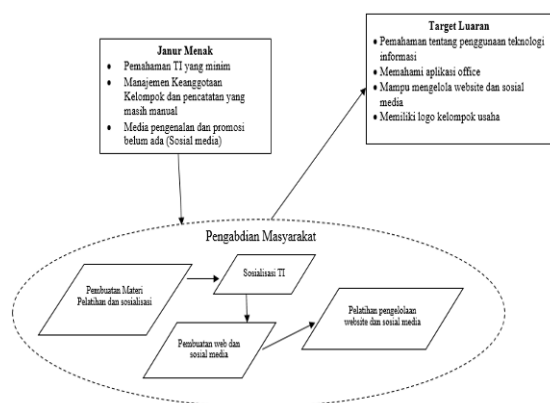 Janur Menak
• Pemahaman TI yang minim
• Manajemen Keanggotaan
Kelompok dan pencatatan yang
masih manual
• Media pengenalan dan promosi
belum ada (Sosial media)
Target Luaran
• Pemahaman tentang penggunaan teknologi
informasi
• Memahami aplikasi office
• Mampu mengelola website dan sosial
media
• Memiliki logo kelompok usaha
Pengabdian Masyarakat
Pembuatan Materi
Pelatihan dan sosialisasi
Sosialisasi TI
Pembuatan web dan
sosial media
Pelatihan pengelolaan
website dan sosial media